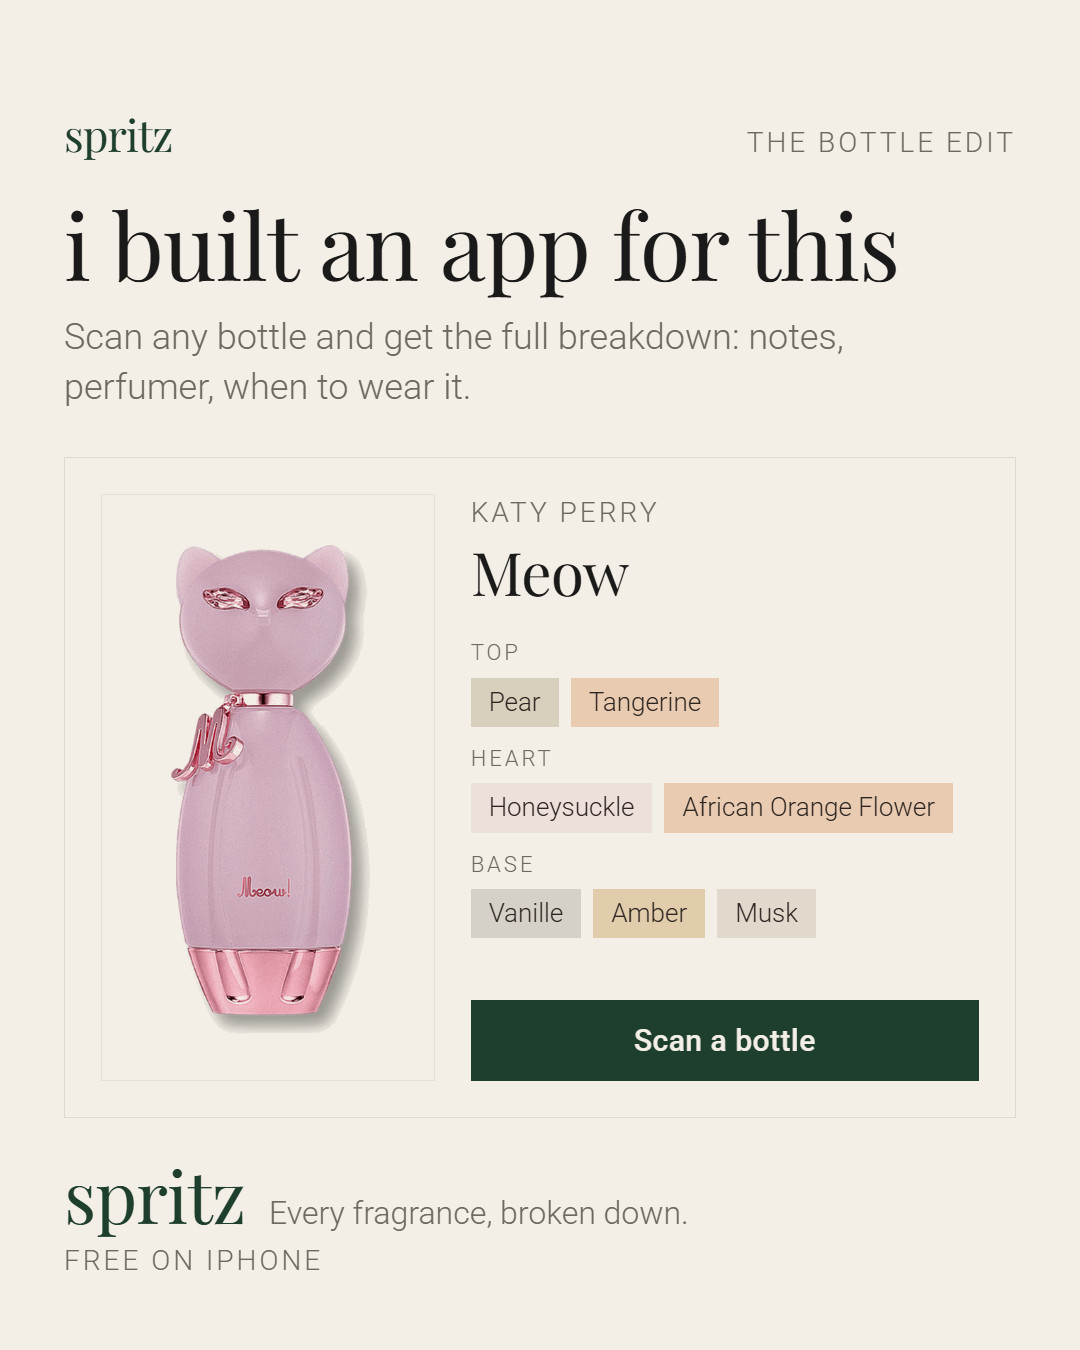 spritz
THE BOTTLE EDIT
i built an app for this
Scan any bottle and get the full breakdown: notes,
perfumer, when to wear it.
KATY PERRY
Meow
TOP
Pear Tangerine
HEART
Honeysuckle African Orange Flower
BASE
Vanille Amber Musk
M
Meow!
Scan a bottle
spritz Every fragrance, broken down.
FREE ON IPHONE